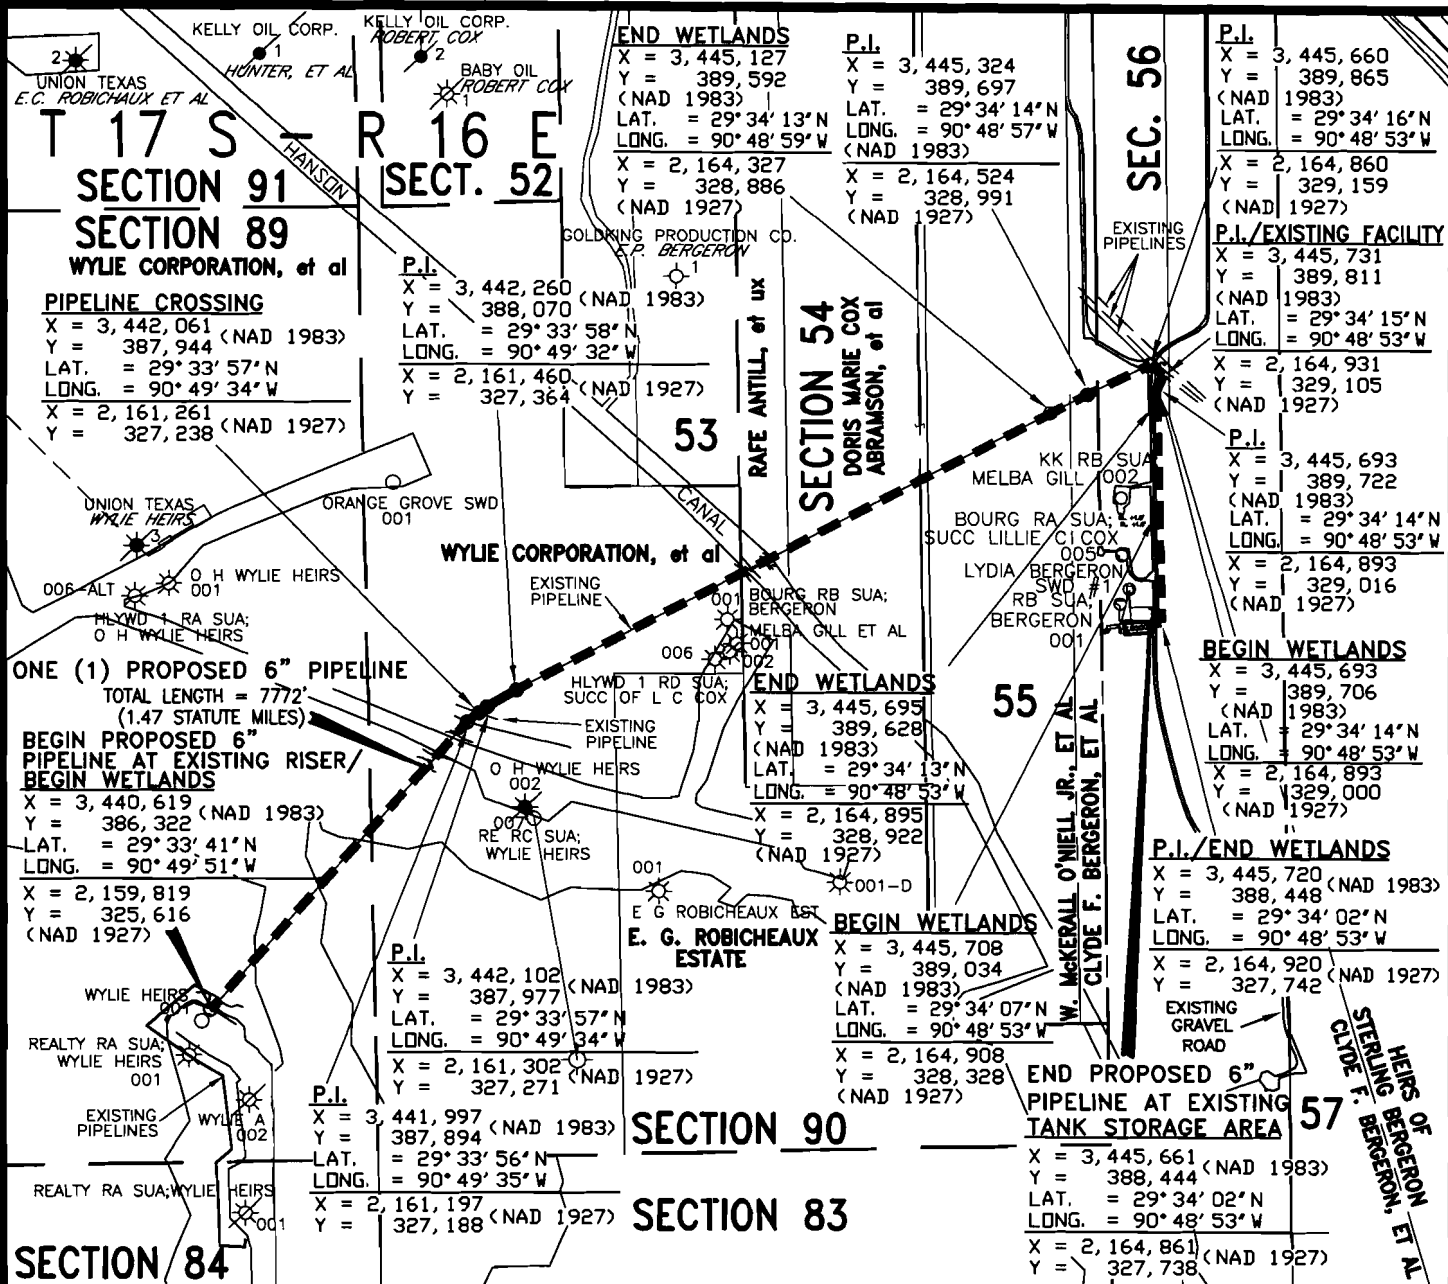 KELLY OIL CORP.
1
HUNTER, ET AL
KELLY OIL CORP.
ROBERT COX
2
BABY OIL
ROBERT COX
1
2
UNION TEXAS
E.C. ROBICHAUX ET AL
T 17 S - R 16 E
HANSON
SECTION 91
SECT. 52
SECTION 89
WYLIE CORPORATION, et al
PIPELINE CROSSING
X = 3,442,061
Y = 387,944 (NAD 1983)
LAT. = 29°33'57"N
LONG. = 90°49'34"W
X = 2,161,261
Y = 327,238 (NAD 1927)
P.I.
X = 3,442,260
Y = 388,070 (NAD 1983)
LAT. = 29°33'58"N
LONG. = 90°49'32"W
X = 2,161,460
Y = 327,364 (NAD 1927)
END WETLANDS
X = 3,445,127
Y = 389,592
(NAD 1983)
LAT. = 29°34'13"N
LONG. = 90°48'59"W
X = 2,164,327
Y = 328,886
(NAD 1927)
GOLDKING PRODUCTION CO.
E.P. BERGERON
1
P.I.
X = 3,445,324
Y = 389,697
LAT. = 29°34'14"N
LONG. = 90°48'57"W
(NAD 1983)
X = 2,164,524
Y = 328,991
(NAD 1927)
SEC. 56
EXISTING
PIPELINES
P.I.
X = 3,445,660
Y = 389,865
(NAD 1983)
LAT. = 29°34'16"N
LONG. = 90°48'53"W
X = 2,164,860
Y = 329,159
(NAD 1927)
P.I./EXISTING FACILITY
X = 3,445,731
Y = 389,811
(NAD 1983)
LAT. = 29°34'15"N
LONG. = 90°48'53"W
X = 2,164,931
Y = 329,105
(NAD 1927)
P.I.
X = 3,445,693
Y = 389,722
(NAD 1983)
LAT. = 29°34'14"N
LONG. = 90°48'53"W
X = 2,164,893
Y = 329,016
(NAD 1927)
BEGIN WETLANDS
X = 3,445,693
Y = 389,706
(NAD 1983)
LAT. = 29°34'14"N
LONG. = 90°48'53"W
X = 2,164,893
Y = 329,000
(NAD 1927)
P.I./END WETLANDS
X = 3,445,720
Y = 388,448 (NAD 1983)
LAT. = 29°34'02"N
LONG. = 90°48'53"W
X = 2,164,920
Y = 327,742 (NAD 1927)
EXISTING
GRAVEL
ROAD
53
RAFE ANTILL, et ux
SECTION 54
DORIS MARIE COX
ABRAMSON, et al
CANAL
KK RB SUA
MELBA GILL 002
BOURG RA SUA;
SUCC LILLIE C COX
005
LYDIA BERGERON
SWD #1
RB SUA;
BERGERON
001
UNION TEXAS
WYLIE HEIRS
3
ORANGE GROVE SWD
001
006-ALT
O H WYLIE HEIRS
001
HLYWD 1 RA SUA;
O H WYLIE HEIRS
WYLIE CORPORATION, et al
EXISTING
PIPELINE
001
BOURG RB SUA;
BERGERON
MELBA GILL ET AL
001
002
006
HLYWD 1 RD SUA;
SUCC OF L C COX
ONE (1) PROPOSED 6" PIPELINE
TOTAL LENGTH = 7772'
(1.47 STATUTE MILES)
BEGIN PROPOSED 6"
PIPELINE AT EXISTING RISER/
BEGIN WETLANDS
X = 3,440,619
Y = 386,322 (NAD 1983)
LAT. = 29°33'41"N
LONG. = 90°49'51"W
X = 2,159,819
Y = 325,616
(NAD 1927)
EXISTING
PIPELINE
O H WYLIE HEIRS
002
007
RE RC SUA;
WYLIE HEIRS
001
E G ROBICHEAUX EST
E. G. ROBICHEAUX
ESTATE
001-D
END WETLANDS
X = 3,445,695
Y = 389,628
(NAD 1983)
LAT. = 29°34'13"N
LONG. = 90°48'53"W
X = 2,164,895
Y = 328,922
(NAD 1927)
55
W. McKERALL O'NIELL JR., ET AL
CLYDE F. BERGERON, ET AL
BEGIN WETLANDS
X = 3,445,708
Y = 389,034
(NAD 1983)
LAT. = 29°34'07"N
LONG. = 90°48'53"W
X = 2,164,908
Y = 328,328
(NAD 1927)
P.I.
X = 3,442,102
Y = 387,977 (NAD 1983)
LAT. = 29°33'57"N
LONG. = 90°49'34"W
X = 2,161,302
Y = 327,271 (NAD 1927)
P.I.
X = 3,441,997
Y = 387,894 (NAD 1983)
LAT. = 29°33'56"N
LONG. = 90°49'35"W
X = 2,161,197
Y = 327,188 (NAD 1927)
WYLIE HEIRS
001
REALTY RA SUA;
WYLIE HEIRS
001
EXISTING
PIPELINES
WYLIE A
002
REALTY RA SUA;WYLIE HEIRS
001
SECTION 84
SECTION 90
SECTION 83
END PROPOSED 6"
PIPELINE AT EXISTING
TANK STORAGE AREA
X = 3,445,661
Y = 388,444 (NAD 1983)
LAT. = 29°34'02"N
LONG. = 90°48'53"W
X = 2,164,861
Y = 327,738 (NAD 1927)
57
HEIRS OF
STERLING BERGERON
CLYDE F. BERGERON, ET AL